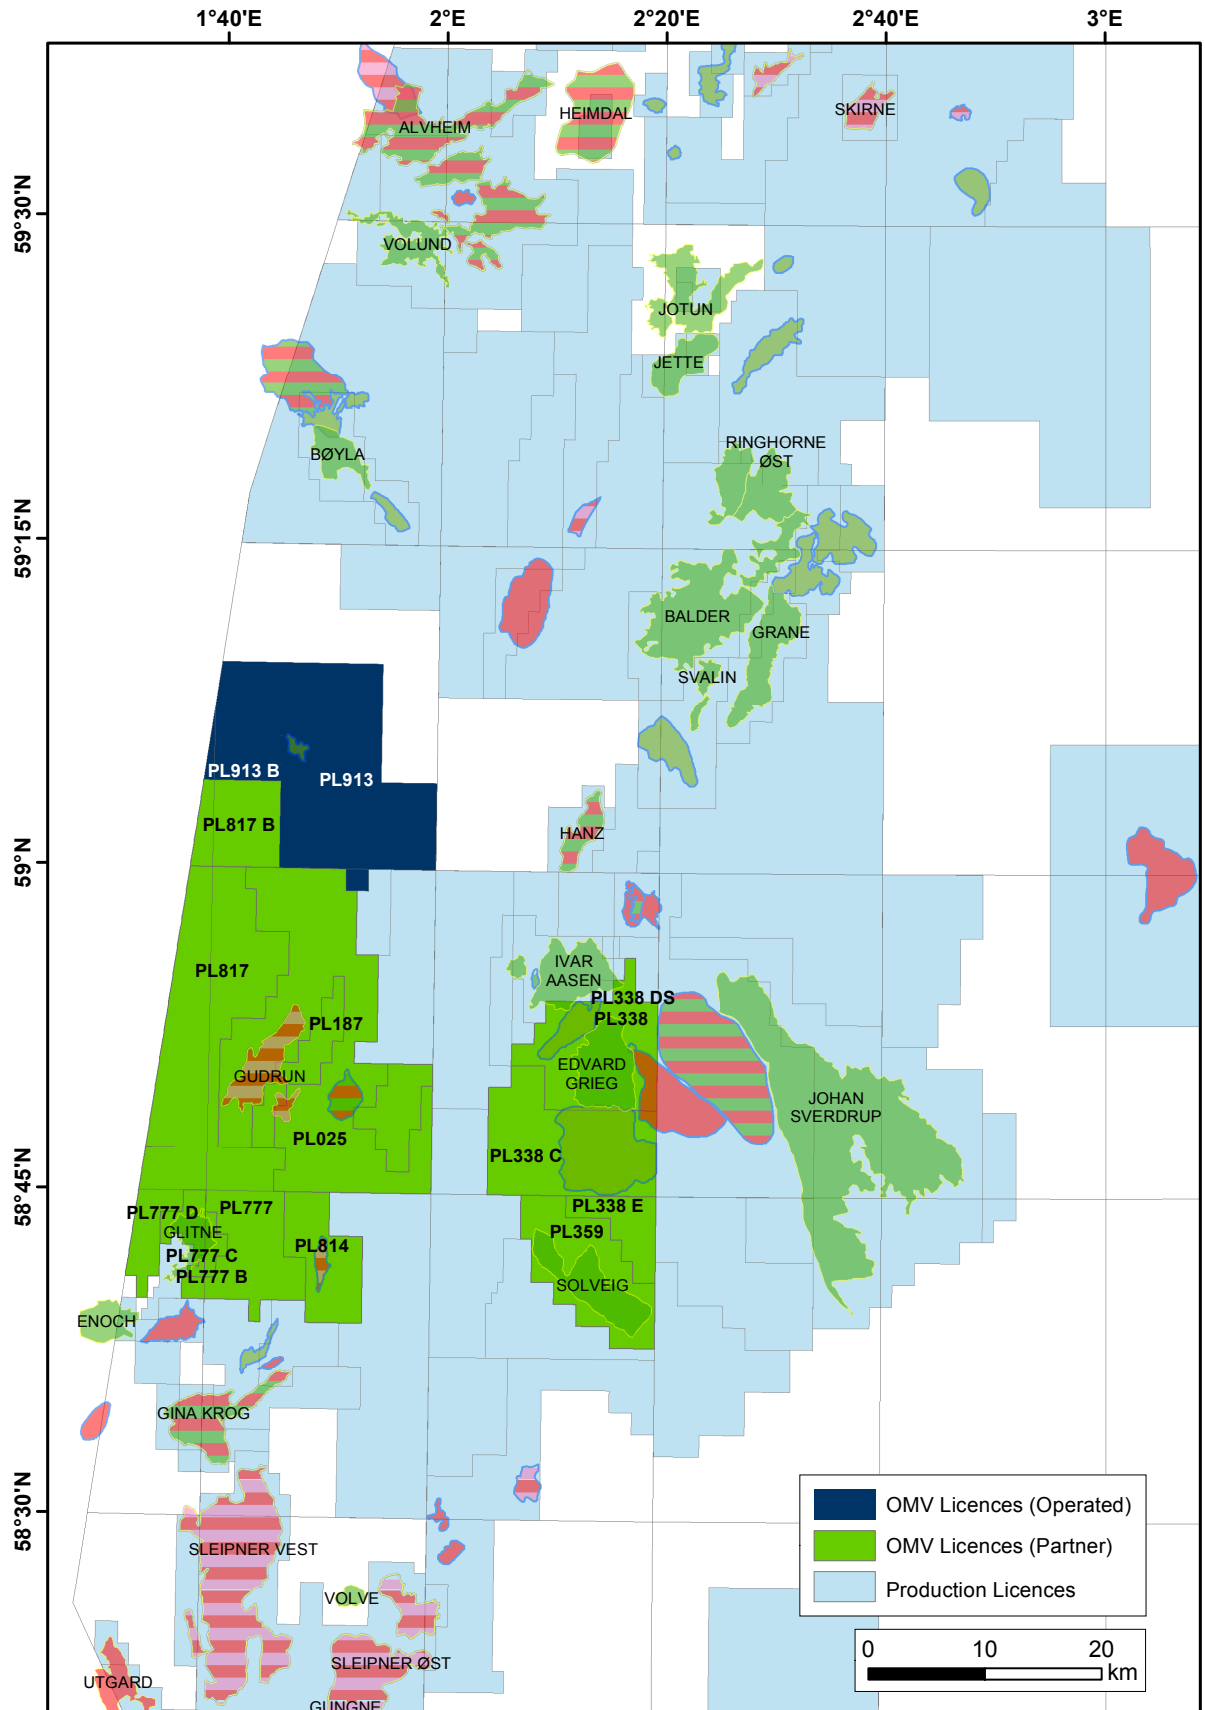 1°40'E
2°E
2°20'E
2°40'E
3°E
59°30'N
59°15'N
59°N
58°45'N
58°30'N
ALVHEIM
HEIMDAL
SKIRNE
VOLUND
JOTUN
JETTE
BØYLA
RINGHORNE
ØST
BALDER
GRANE
SVALIN
PL913 B
PL913
PL817 B
HANZ
IVAR
AASEN
PL817
PL338 DS
PL338
PL187
GUDRUN
EDVARD
GRIEG
JOHAN
SVERDRUP
PL025
PL338 C
PL777 D
PL777
PL338 E
GLITNE
PL359
PL814
PL777 C
PL777 B
SOLVEIG
ENOCH
GINA KROG
SLEIPNER VEST
VOLVE
SLEIPNER ØST
UTGARD
GUNGNE
OMV Licences (Operated)
OMV Licences (Partner)
Production Licences
0 10 20
km